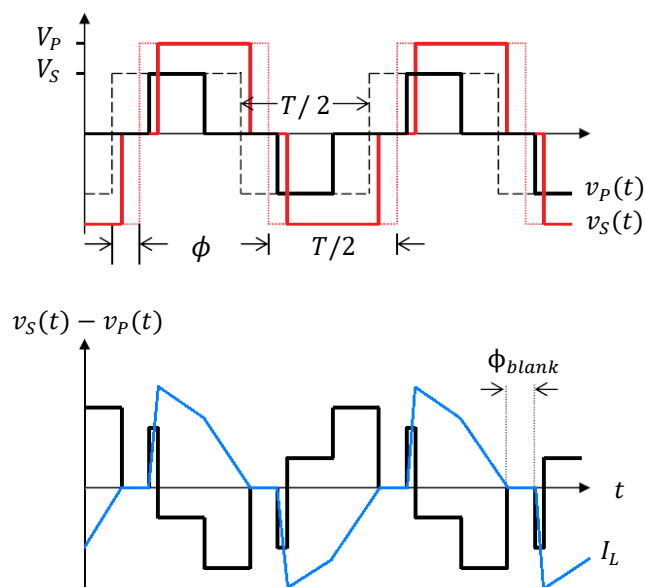 V_P
V_S
T/2
v_P(t)
v_S(t)
ϕ
T/2
v_S(t) − v_P(t)
ϕ_blank
t
I_L